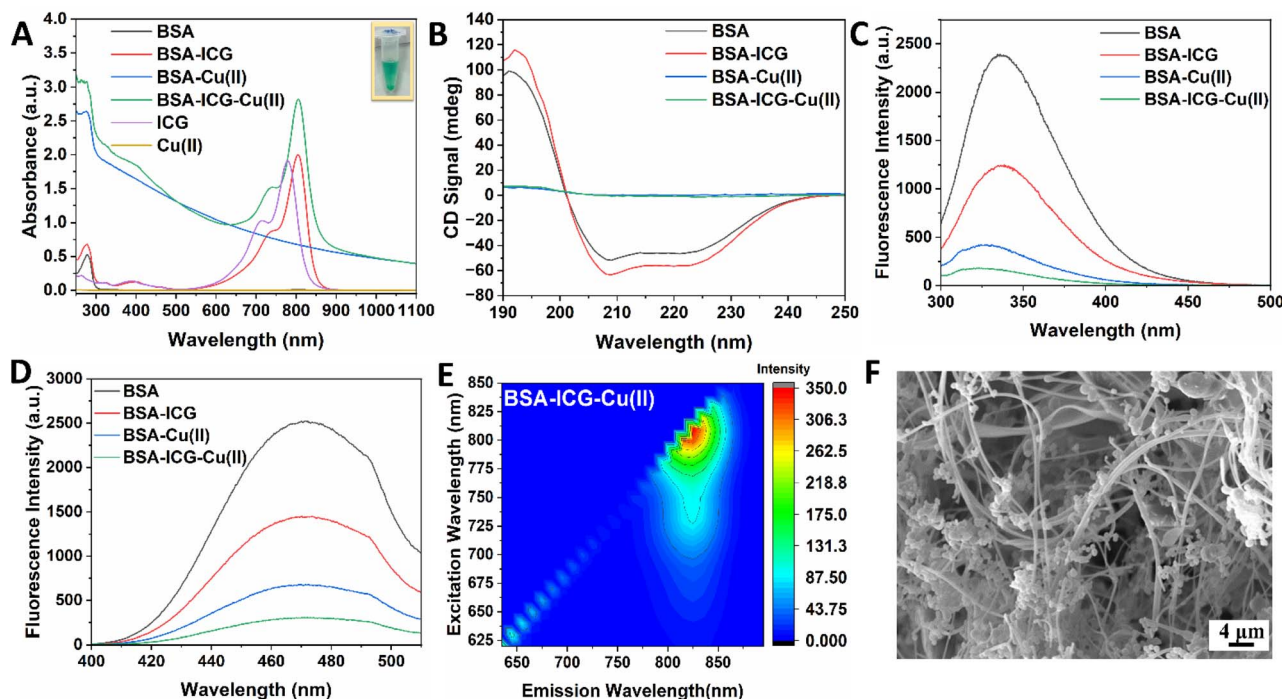 A
Absorbance (a.u.)
4.0
3.5
3.0
2.5
2.0
1.5
1.0
0.5
0.0
BSA
BSA-ICG
BSA-Cu(II)
BSA-ICG-Cu(II)
ICG
Cu(II)
300 400 500 600 700 800 900 1000 1100
Wavelength (nm)
B
CD Signal (mdeg)
140
120
100
80
60
40
20
0
−20
−40
−60
−80
BSA
BSA-ICG
BSA-Cu(II)
BSA-ICG-Cu(II)
190 200 210 220 230 240 250
Wavelength (nm)
C
Fluorescence Intensity (a.u.)
2500
2000
1500
1000
500
0
BSA
BSA-ICG
BSA-Cu(II)
BSA-ICG-Cu(II)
300 350 400 450 500
Wavelength (nm)
D
Fluorescence Intensity (a.u.)
3000
2500
2000
1500
1000
500
0
BSA
BSA-ICG
BSA-Cu(II)
BSA-ICG-Cu(II)
400 420 440 460 480 500
Wavelength (nm)
E
Excitation Wavelength (nm)
850
825
800
775
750
725
700
675
650
625
BSA-ICG-Cu(II)
650 700 750 800 850
Emission Wavelength(nm)
Intensity
350.0
306.3
262.5
218.8
175.0
131.3
87.50
43.75
0.000
F
4 µm